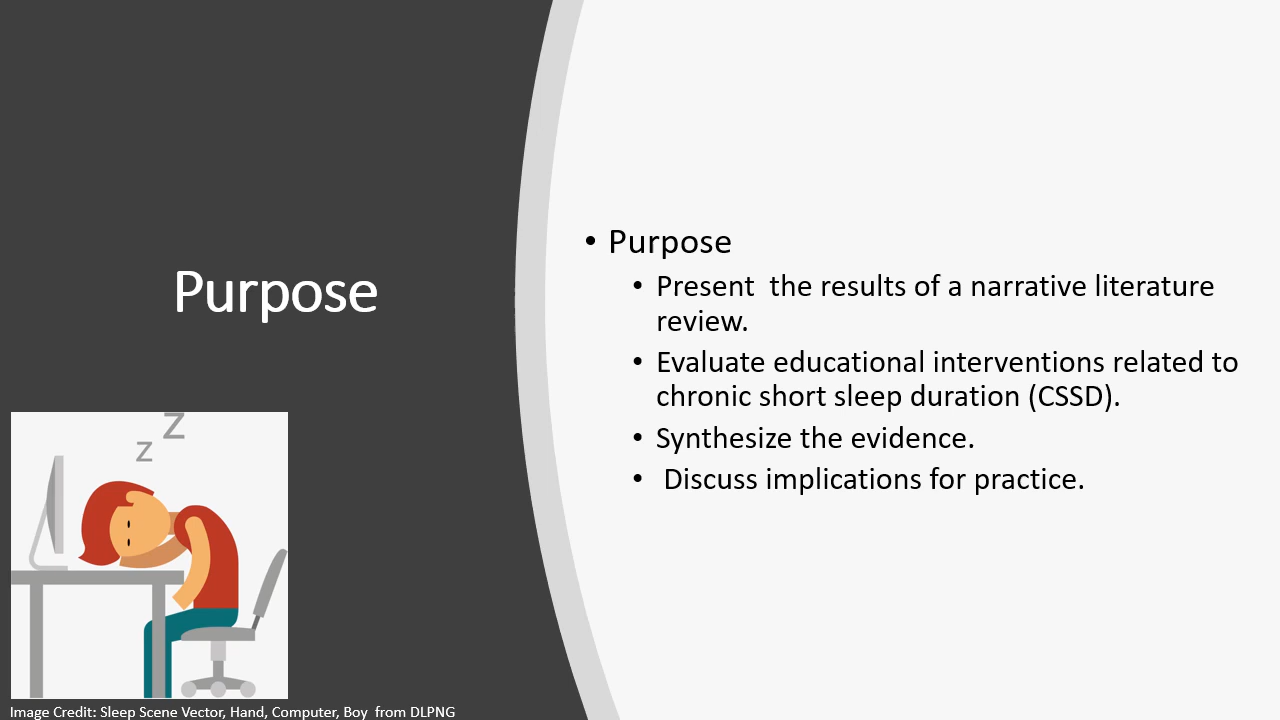 Purpose
Z
Z
Image Credit: Sleep Scene Vector, Hand, Computer, Boy  from DLPNG
• Purpose
• Present  the results of a narrative literature
review.
• Evaluate educational interventions related to
chronic short sleep duration (CSSD).
• Synthesize the evidence.
•  Discuss implications for practice.